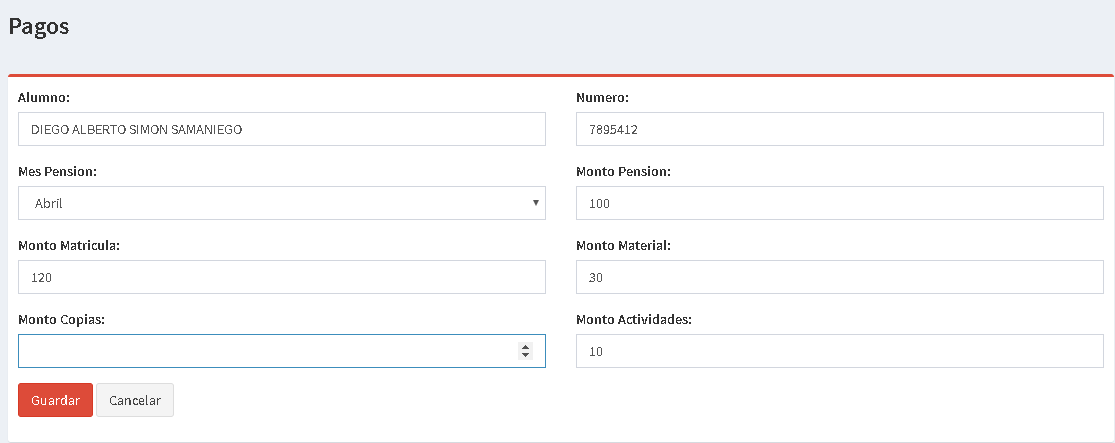 Pagos
Alumno:
DIEGO ALBERTO SIMON SAMANIEGO
Numero:
7895412
Mes Pension:
Abril
Monto Pension:
100
Monto Matricula:
120
Monto Material:
30
Monto Copias:
Monto Actividades:
10
Guardar
Cancelar